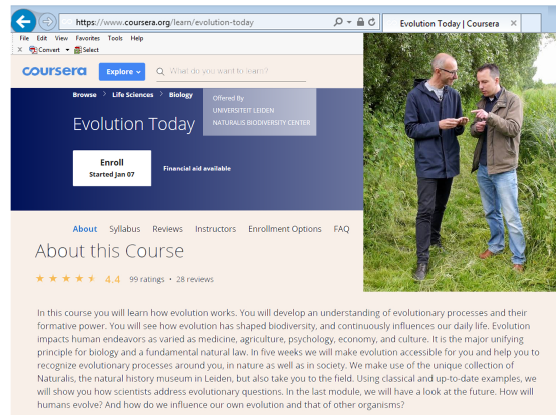 https://www.coursera.org/learn/evolution-today
Evolution Today | Coursera
File Edit View Favorites Tools Help
Convert Select
coursera Explore What do you want to learn?
Browse > Life Sciences > Biology
Offered By
UNIVERSITEIT LEIDEN
NATURALIS BIODIVERSITY CENTER
Evolution Today
Enroll
Started Jan 07
Financial aid available
About Syllabus Reviews Instructors Enrollment Options FAQ
About this Course
4.4 99 ratings • 28 reviews
In this course you will learn how evolution works. You will develop an understanding of evolutionary processes and their
formative power. You will see how evolution has shaped biodiversity, and continuously influences our daily life. Evolution
impacts human endeavors as varied as medicine, agriculture, psychology, economy, and culture. It is the major unifying
principle for biology and a fundamental natural law. In five weeks we will make evolution accessible for you and help you to
recognize evolutionary processes around you, in nature as well as in society. We make use of the unique collection of
Naturalis, the natural history museum in Leiden, but also take you to the field. Using classical and up-to-date examples, we
will show you how scientists address evolutionary questions. In the last module, we will have a look at the future. How will
humans evolve? And how do we influence our own evolution and that of other organisms?